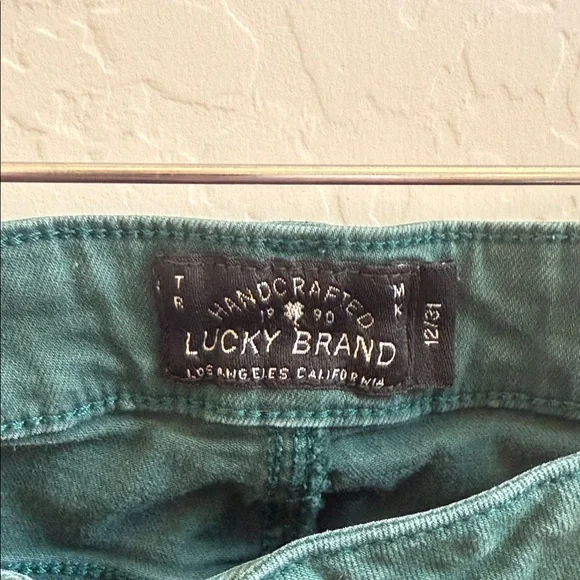 TR MK
HANDCRAFTED
19 90
LUCKY BRAND
LOS ANGELES CALIFORNIA
12/31